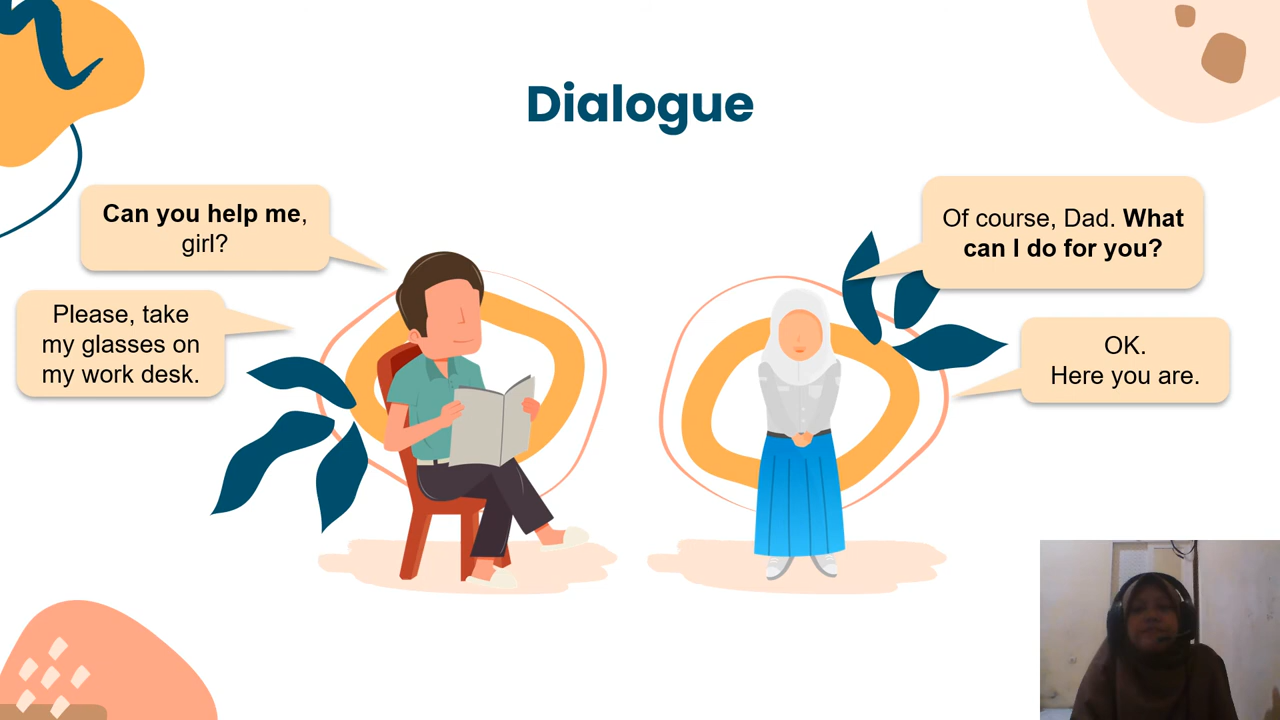 Dialogue
Can you help me,
girl?
Of course, Dad. What
can I do for you?
Please, take
my glasses on
my work desk.
OK.
Here you are.